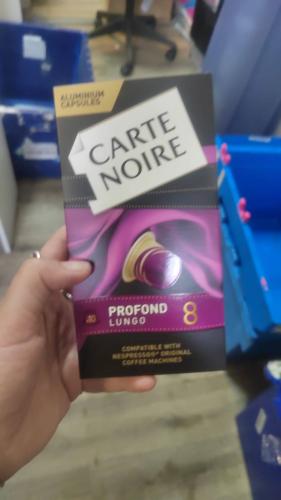 ALUMINIUM
CAPSULES
CARTE
NOIRE
PROFOND
LUNGO
8
COMPATIBLE WITH
NESPRESSO® ORIGINAL
COFFEE MACHINES